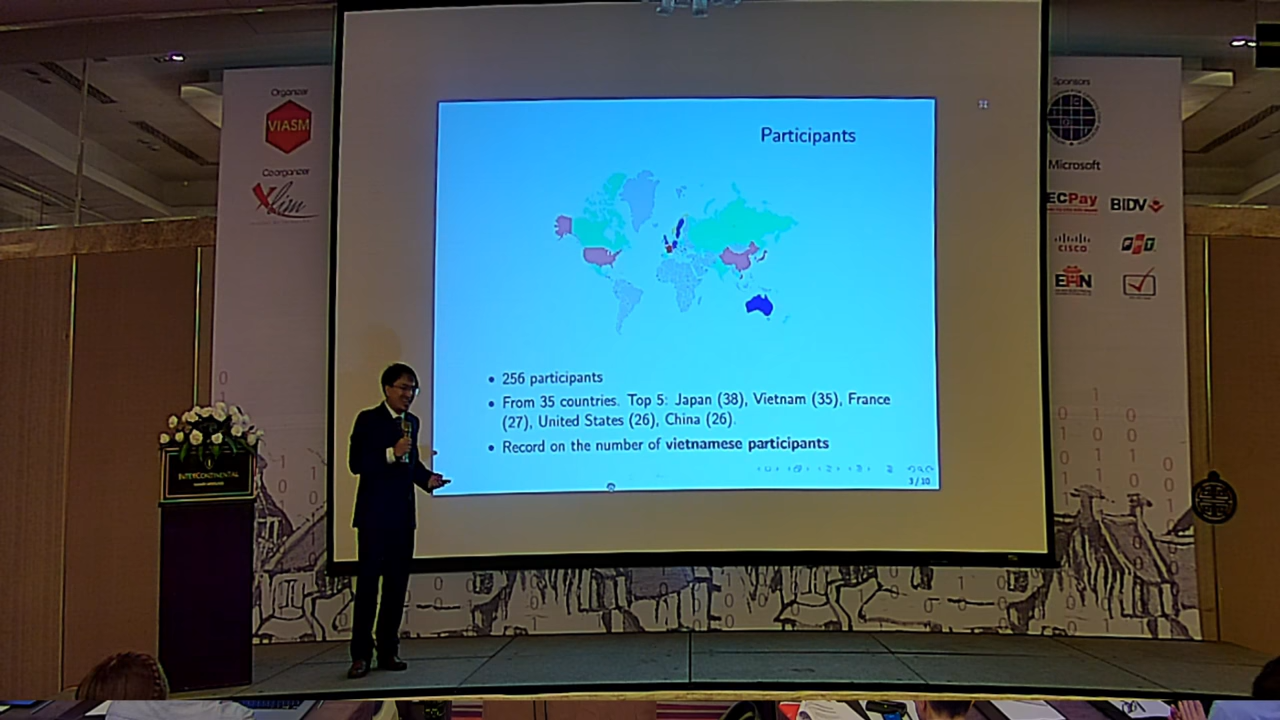 Organizer
VIASM
Co-organizer
Xlim
Participants
256 participants
From 35 countries. Top 5: Japan (38), Vietnam (35), France
(27), United States (26), China (26).
Record on the number of vietnamese participants
3 / 10
Sponsors
Microsoft
ECPay
BIDV
CISCO
FPT
INTERCONTINENTAL